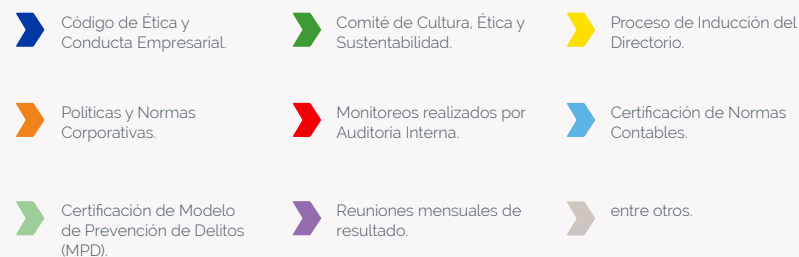 Código de Ética y
Conducta Empresarial.
Comité de Cultura, Ética y
Sustentabilidad.
Proceso de Inducción del
Directorio.
Políticas y Normas
Corporativas.
Monitoreos realizados por
Auditoría Interna.
Certificación de Normas
Contables.
Certificación de Modelo
de Prevención de Delitos
(MPD).
Reuniones mensuales de
resultado.
entre otros.